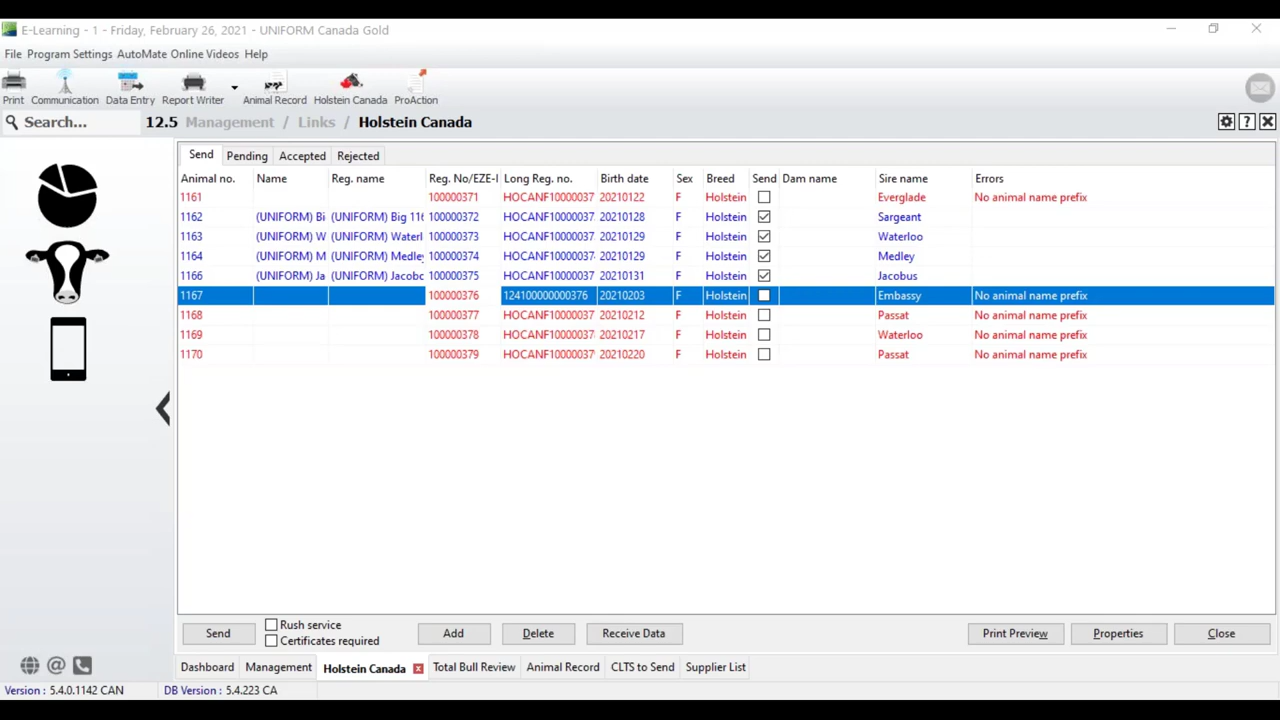 E-Learning - 1 - Friday, February 26, 2021 - UNIFORM Canada Gold
File Program Settings AutoMate Online Videos Help
Print Communication Data Entry Report Writer Animal Record Holstein Canada ProAction
Search... 12.5 Management / Links / Holstein Canada
Send Pending Accepted Rejected
Animal no. Name Reg. name Reg. No/EZE-I Long Reg. no. Birth date Sex Breed Send Dam name Sire name Errors
1161 100000371 HOCANF10000037 20210122 F Holstein Everglade No animal name prefix
1162 (UNIFORM) Bi (UNIFORM) Big 116 100000372 HOCANF10000037 20210128 F Holstein Sargeant
1163 (UNIFORM) W (UNIFORM) Waterl 100000373 HOCANF10000037 20210129 F Holstein Waterloo
1164 (UNIFORM) M (UNIFORM) Medley 100000374 HOCANF10000037 20210129 F Holstein Medley
1166 (UNIFORM) Ja (UNIFORM) Jacobc 100000375 HOCANF10000037 20210131 F Holstein Jacobus
1167 100000376 124100000000376 20210203 F Holstein Embassy No animal name prefix
1168 100000377 HOCANF10000037 20210212 F Holstein Passat No animal name prefix
1169 100000378 HOCANF10000037 20210217 F Holstein Waterloo No animal name prefix
1170 100000379 HOCANF10000037 20210220 F Holstein Passat No animal name prefix
Send Rush service Certificates required Add Delete Receive Data Print Preview Properties Close
Dashboard Management Holstein Canada Total Bull Review Animal Record CLTS to Send Supplier List
Version : 5.4.0.1142 CAN DB Version : 5.4.223 CA